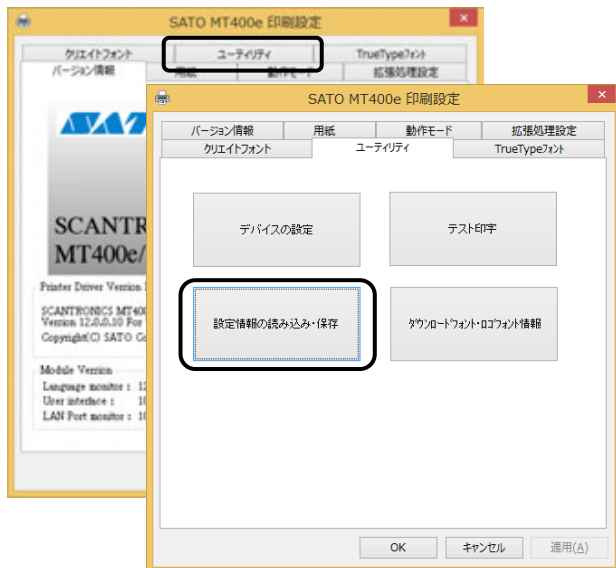 SATO MT400e 印刷設定
クリエイトフォント ユーティリティ TrueTypeフォント
バージョン情報 用紙 動作モード 拡張処理設定
SCANTR
MT400e/
Printer Driver Version
SCANTRONICS MT400
Version 12.0.0.10 For
Copyright(C) SATO Co
Module Version
Language monitor : 12
User interface : 10
LAN Port monitor : 10
SATO MT400e 印刷設定
バージョン情報 用紙 動作モード 拡張処理設定
クリエイトフォント ユーティリティ TrueTypeフォント
デバイスの設定 テスト印字
設定情報の読み込み・保存 ダウンロードフォント・ロゴフォント情報
OK キャンセル 適用(A)